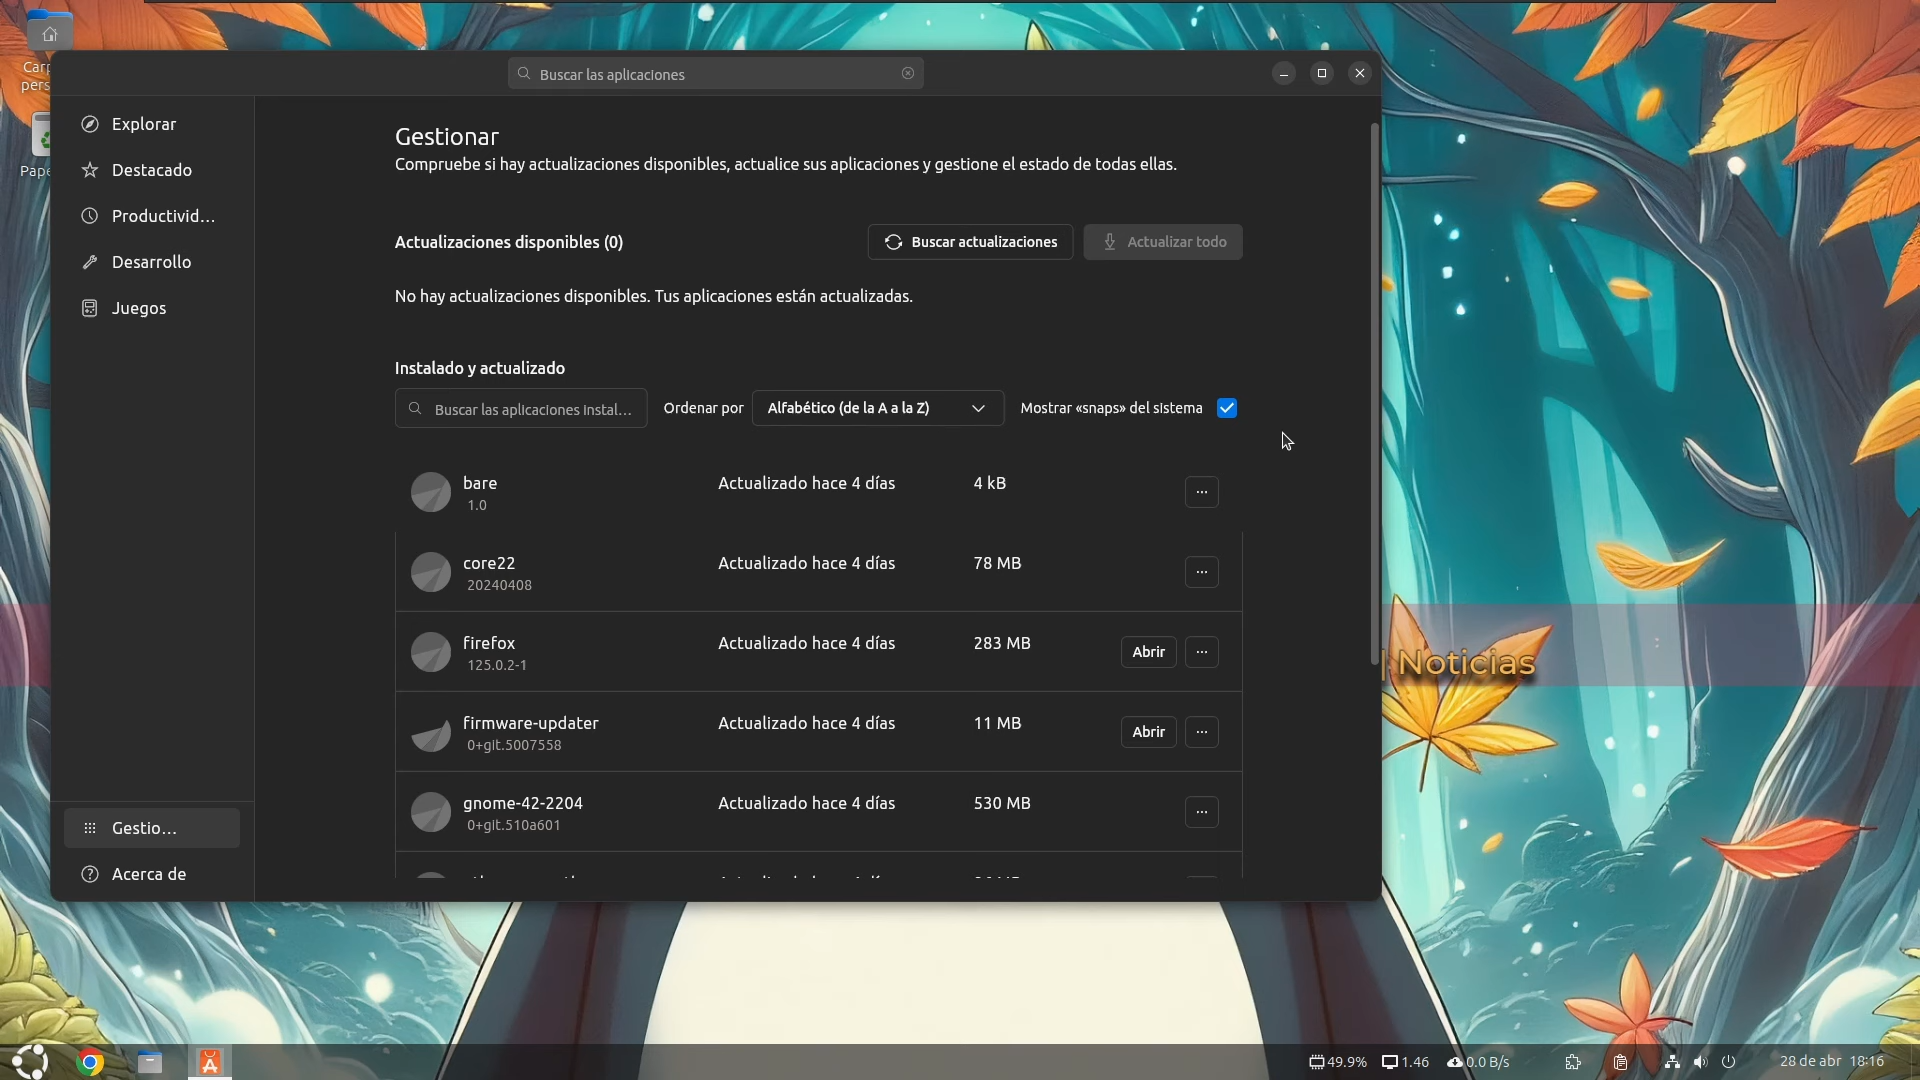 Buscar las aplicaciones
Explorar
Destacado
Productivid...
Desarrollo
Juegos
Gestio...
Acerca de
Gestionar
Compruebe si hay actualizaciones disponibles, actualice sus aplicaciones y gestione el estado de todas ellas.
Actualizaciones disponibles (0)
Buscar actualizaciones
Actualizar todo
No hay actualizaciones disponibles. Tus aplicaciones están actualizadas.
Instalado y actualizado
Buscar las aplicaciones instal...
Ordenar por
Alfabético (de la A a la Z)
Mostrar «snaps» del sistema
bare
1.0
Actualizado hace 4 días
4 kB
core22
20240408
Actualizado hace 4 días
78 MB
firefox
125.0.2-1
Actualizado hace 4 días
283 MB
Abrir
firmware-updater
0+git.5007558
Actualizado hace 4 días
11 MB
Abrir
gnome-42-2204
0+git.510a601
Actualizado hace 4 días
530 MB
Carp
pers
Pape
Noticias
49.9%
1.46
0.0 B/s
28 de abr 18:16